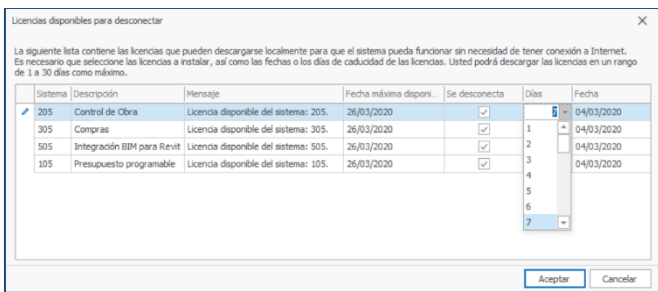 Licencias disponibles para desconectar
La siguiente lista contiene las licencias que pueden descargarse localmente para que el sistema pueda funcionar sin necesidad de tener conexión a Internet.
Es necesario que seleccione las licencias a instalar, así como las fechas o los días de caducidad de las licencias. Usted podrá descargar las licencias en un rango
de 1 a 30 días como máximo.
Sistema Descripción Mensaje Fecha máxima disponi... Se desconecta Días Fecha
205 Control de Obra Licencia disponible del sistema: 205. 26/03/2020 7 04/03/2020
305 Compras Licencia disponible del sistema: 305. 26/03/2020 04/03/2020
505 Integración BIM para Revit Licencia disponible del sistema: 505. 26/03/2020 04/03/2020
105 Presupuesto programable Licencia disponible del sistema: 105. 26/03/2020 04/03/2020
1
2
3
4
5
6
7
Aceptar Cancelar